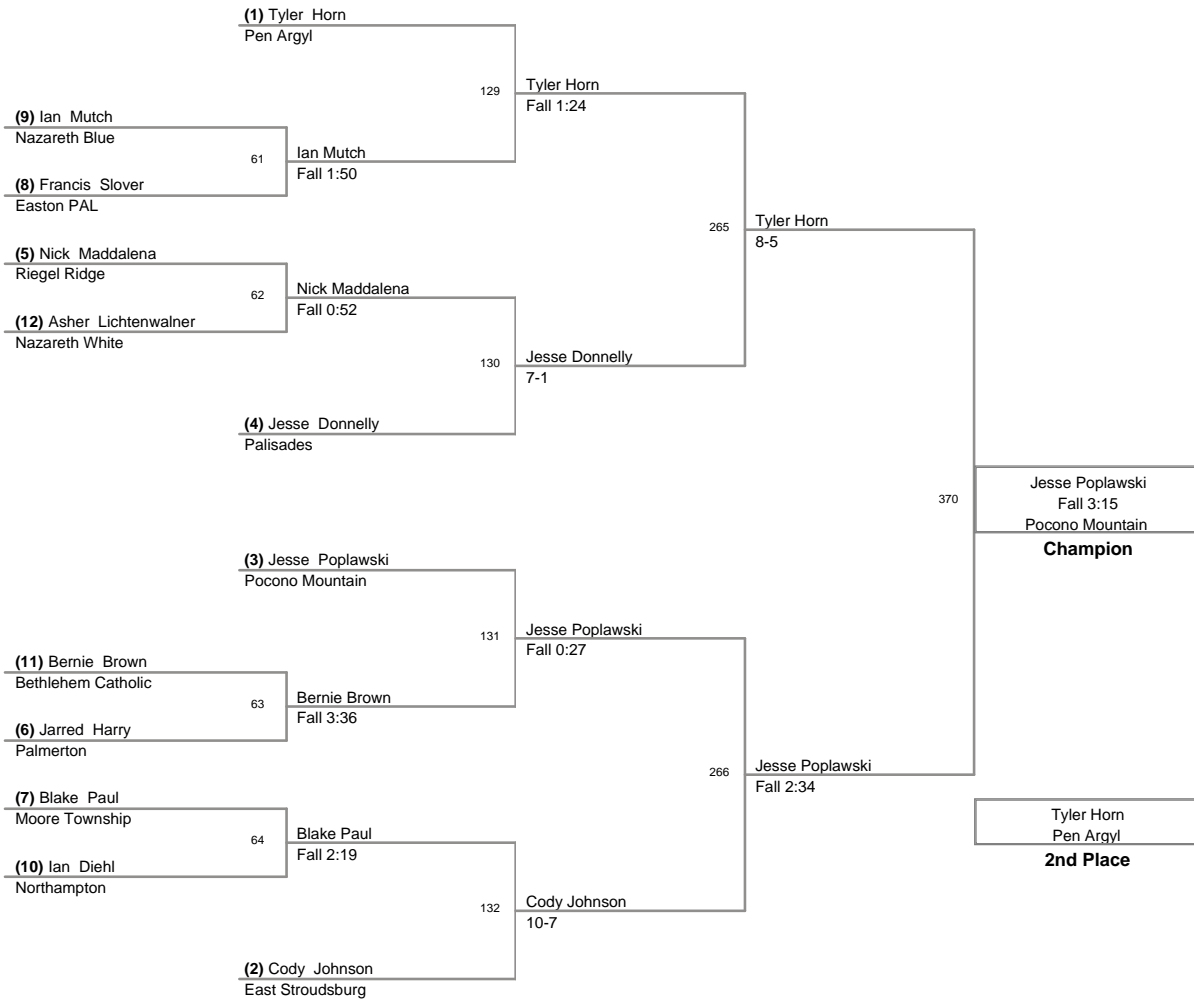 (1) Tyler Horn
Pen Argyl
129
Tyler Horn
Fall 1:24
(9) Ian Mutch
Nazareth Blue
61
Ian Mutch
Fall 1:50
(8) Francis Slover
Easton PAL
265
Tyler Horn
8-5
(5) Nick Maddalena
Riegel Ridge
62
Nick Maddalena
Fall 0:52
(12) Asher Lichtenwalner
Nazareth White
130
Jesse Donnelly
7-1
(4) Jesse Donnelly
Palisades
370
Jesse Poplawski
Fall 3:15
Pocono Mountain
Champion
(3) Jesse Poplawski
Pocono Mountain
131
Jesse Poplawski
Fall 0:27
(11) Bernie Brown
Bethlehem Catholic
63
Bernie Brown
Fall 3:36
(6) Jarred Harry
Palmerton
266
Jesse Poplawski
Fall 2:34
(7) Blake Paul
Moore Township
64
Blake Paul
Fall 2:19
(10) Ian Diehl
Northampton
Tyler Horn
Pen Argyl
2nd Place
132
Cody Johnson
10-7
(2) Cody Johnson
East Stroudsburg